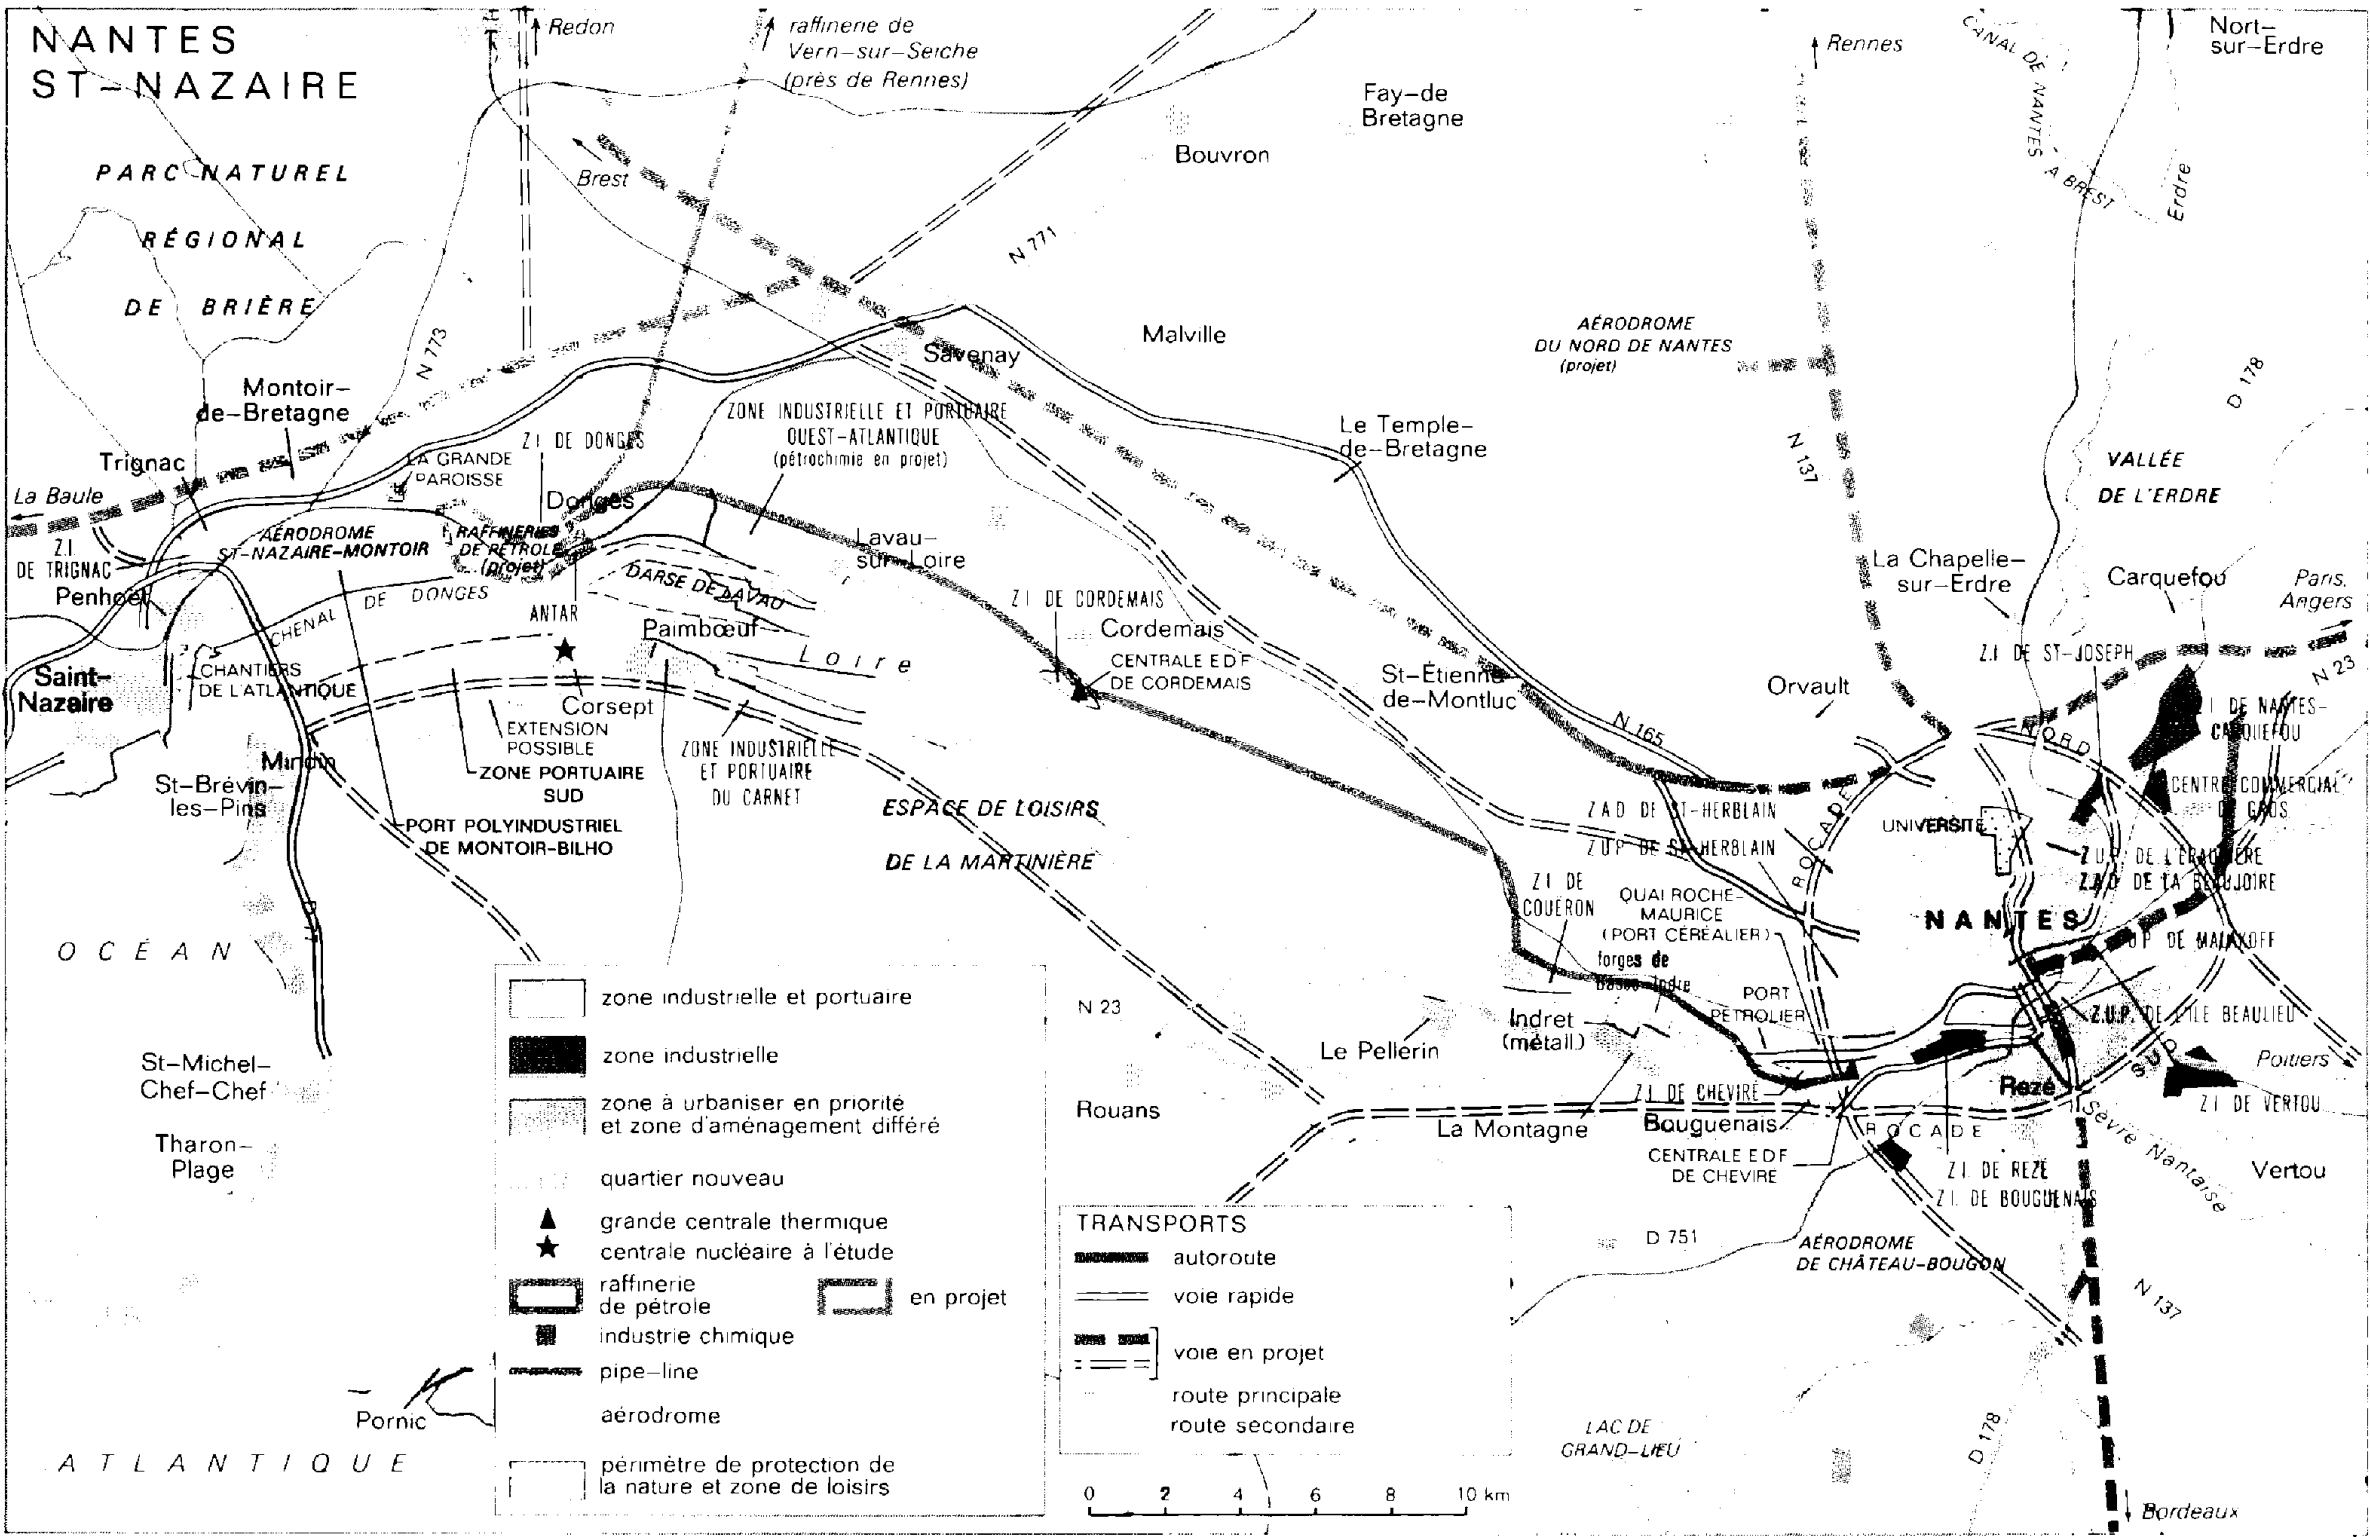 NANTES
ST-NAZAIRE
Redon
raffinerie de
Vern-sur-Seiche
(près de Rennes)
Brest
Fay-de
Bretagne
Bouvron
Rennes
CANAL DE NANTES
A BREST
Nort-
sur-Erdre
Erdre
PARC NATUREL
RÉGIONAL
DE BRIÈRE
N 771
N 773
Malville
Savenay
AÉRODROME
DU NORD DE NANTES
(projet)
D 178
N 137
Montoir-
de-Bretagne
Trignac
La Baule
Z.I.
DE TRIGNAC
Penhoët
LA GRANDE
PAROISSE
Z.I. DE DONGES
Donges
ZONE INDUSTRIELLE ET PORTUAIRE
OUEST-ATLANTIQUE
(pétrochimie en projet)
Le Temple-
de-Bretagne
VALLÉE
DE L'ERDRE
AÉRODROME
ST-NAZAIRE-MONTOIR
RAFFINERIES
DE PÉTROLE
(projet)
Lavau-
sur-Loire
DARSE DE LAVAU
CHENAL DE DONGES
ANTAR
Paimbœuf
Loire
Z.I. DE CORDEMAIS
Cordemais
CENTRALE EDF
DE CORDEMAIS
La Chapelle-
sur-Erdre
Carquefou
Paris,
Angers
N 23
Saint-
Nazaire
CHANTIERS
DE L'ATLANTIQUE
Corsept
EXTENSION
POSSIBLE
ZONE PORTUAIRE
SUD
ZONE INDUSTRIELLE
ET PORTUAIRE
DU CARNET
St-Étienne-
de-Montluc
N 165
Orvault
Z.I. DE ST-JOSEPH
Z.I. DE NANTES-
CARQUEFOU
NORD
CENTRE COMMERCIAL
DE GROS
Mindin
St-Brévin-
les-Pins
PORT POLYINDUSTRIEL
DE MONTOIR-BILHO
ESPACE DE LOISIRS
DE LA MARTINIÈRE
Z.A.D. DE ST-HERBLAIN
Z.U.P. DE ST-HERBLAIN
ROCADE
UNIVERSITÉ
Z.U.P. DE L'ÉRAUDIÈRE
Z.A.D. DE LA BEAUJOIRE
Z.I. DE
COUËRON
QUAI ROCHE-
MAURICE
(PORT CÉRÉALIER)
forges de
Basse-Indre
NANTES
Z.U.P. DE MALAKOFF
OCÉAN
N 23
PORT
PÉTROLIER
Indret
(métall.)
Le Pellerin
Z.U.P. DE L'ÎLE BEAULIEU
SUD
Poitiers
St-Michel-
Chef-Chef
Tharon-
Plage
Rouans
Z.I. DE CHEVIRÉ
La Montagne
Bouguenais
CENTRALE EDF
DE CHEVIRÉ
ROCADE
Rezé
Sèvre Nantaise
Z.I. DE VERTOU
Vertou
Z.I. DE REZÉ
Z.I. DE BOUGUENAIS
D 751
AÉRODROME
DE CHÂTEAU-BOUGON
N 137
Pornic
ATLANTIQUE
LAC DE
GRAND-LIEU
D 178
Bordeaux
zone industrielle et portuaire
zone industrielle
zone à urbaniser en priorité
et zone d'aménagement différé
quartier nouveau
grande centrale thermique
centrale nucléaire à l'étude
raffinerie
de pétrole
en projet
industrie chimique
pipe-line
aérodrome
périmètre de protection de
la nature et zone de loisirs
TRANSPORTS
autoroute
voie rapide
voie en projet
route principale
route secondaire
0 2 4 6 8 10 km